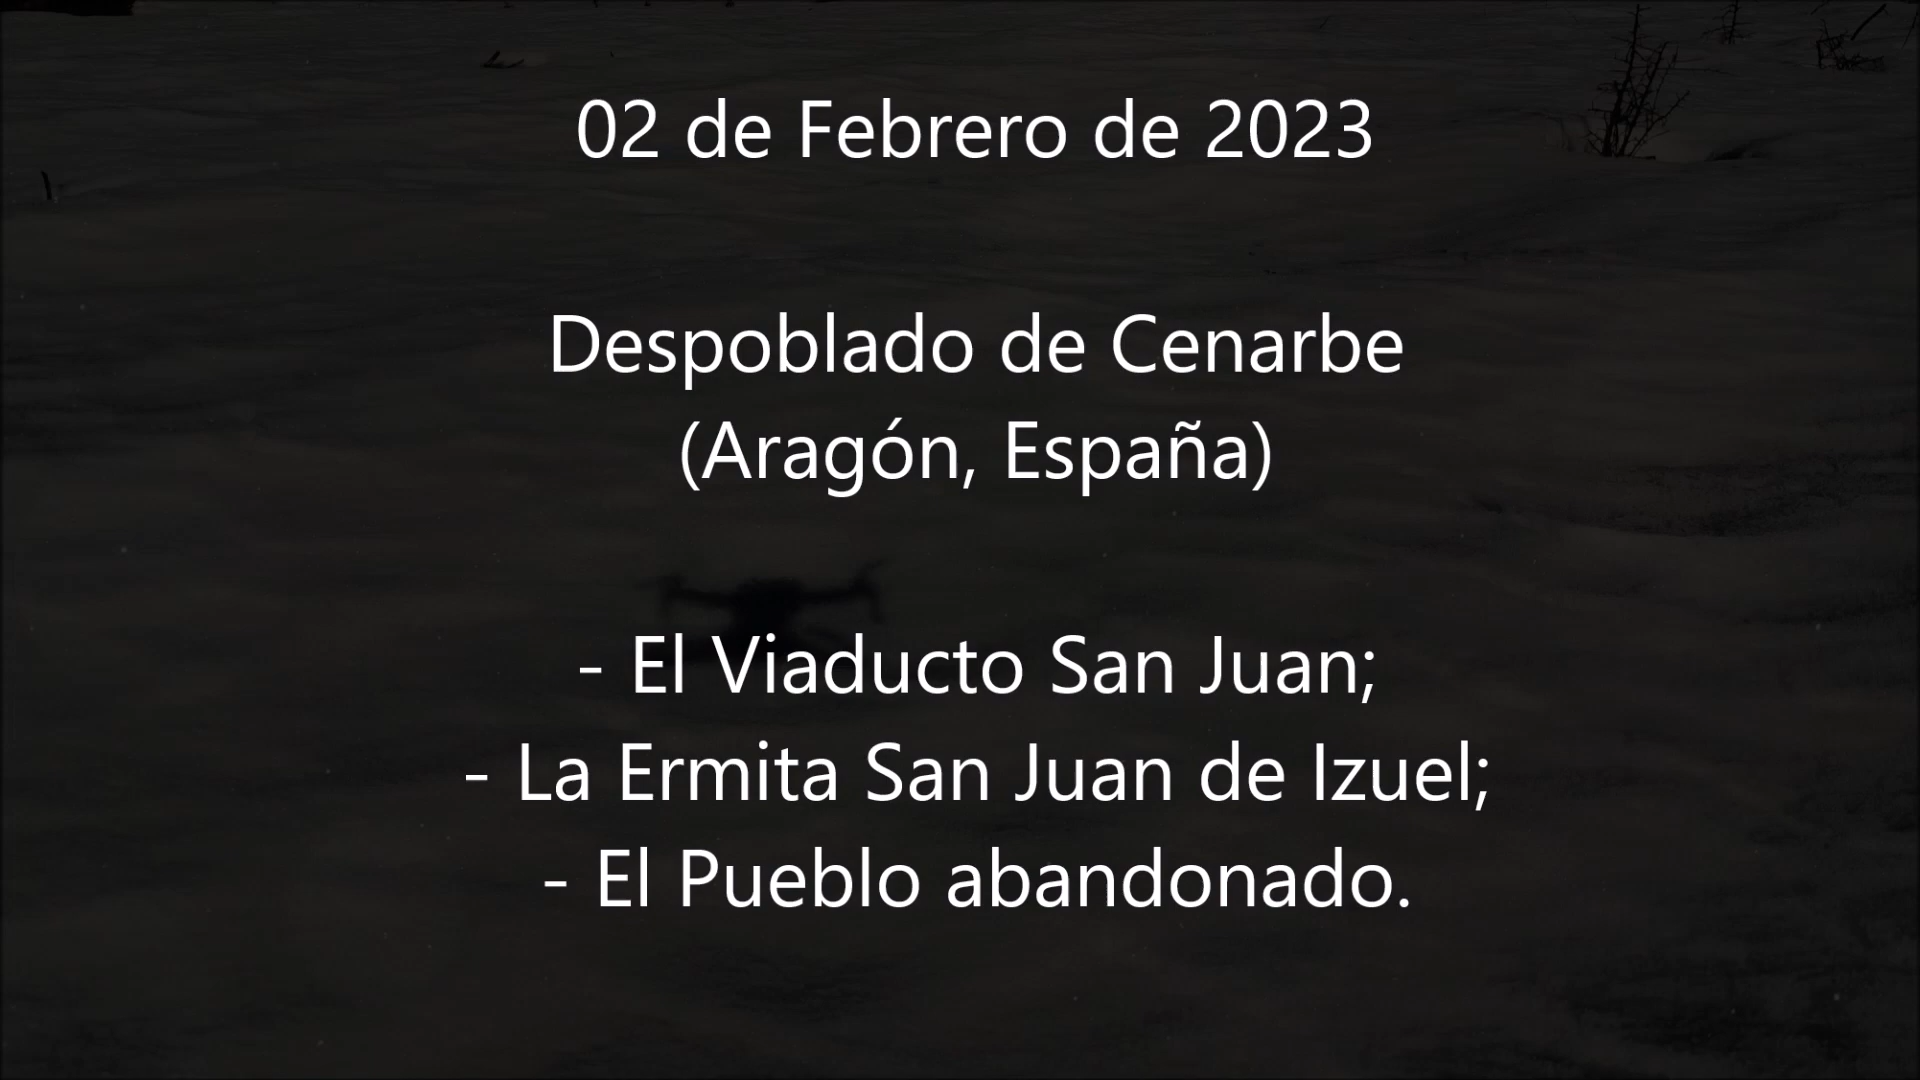 02 de Febrero de 2023
Despoblado de Cenarbe
(Aragón, España)
- El Viaducto San Juan;
- La Ermita San Juan de Izuel;
- El Pueblo abandonado.